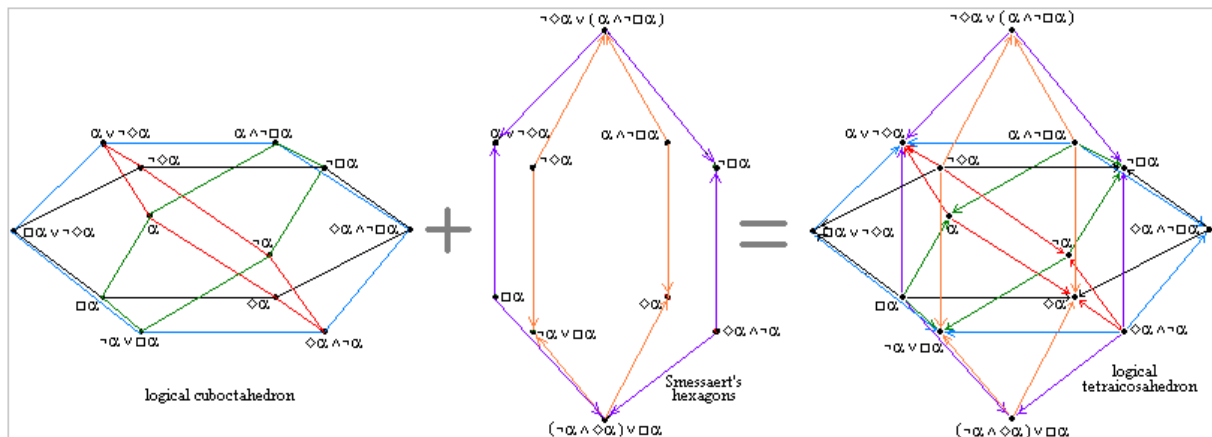 ¬◇α∨(α∧¬□α)
¬◇α∨(α∧¬□α)
α∨¬◇α
α∧¬□α
¬◇α
¬□α
α
¬α
□α∨¬◇α
◇α∧¬□α
□α
◇α
¬α∨□α
◇α∧¬α
logical cuboctahedron
+
α∨¬◇α
α∧¬□α
¬◇α
¬□α
□α
◇α
¬α∨□α
◇α∧¬α
Smessaert's
hexagons
(¬α∧◇α)∨□α
=
α∨¬◇α
α∧¬□α
¬◇α
¬□α
α
¬α
□α∨¬◇α
◇α∧¬□α
□α
◇α
¬α∨□α
◇α∧¬α
logical
tetraicosahedron
(¬α∧◇α)∨□α